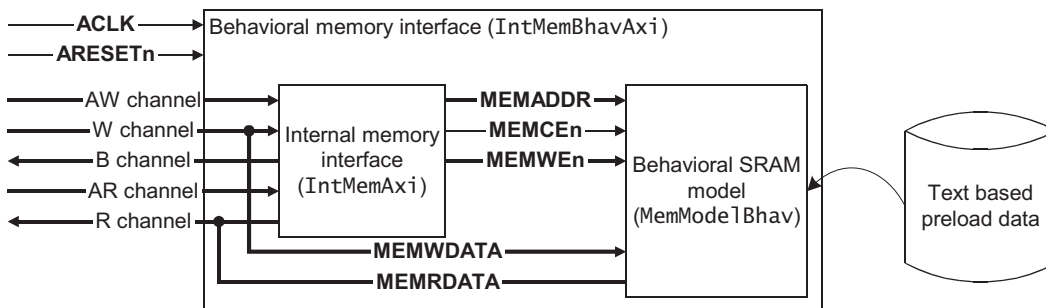 ACLK
ARESETn
Behavioral memory interface (IntMemBhavAxi)
AW channel
W channel
B channel
AR channel
R channel
Internal memory
interface
(IntMemAxi)
MEMADDR
MEMCEn
MEMWEn
MEMWDATA
MEMRDATA
Behavioral SRAM
model
(MemModelBhav)
Text based
preload data